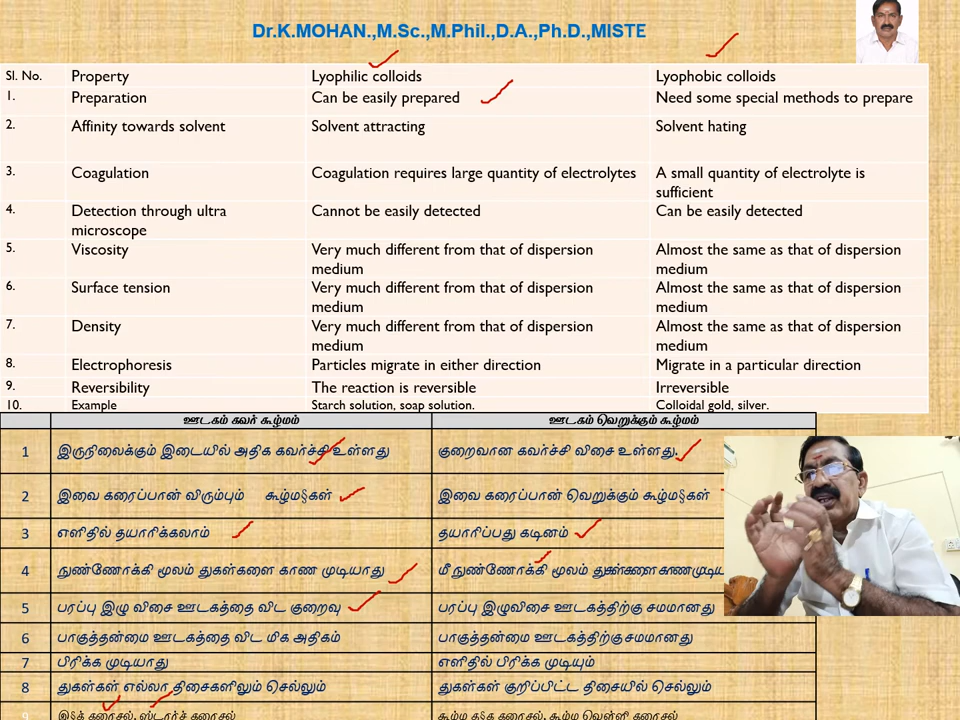 Dr.K.MOHAN.,M.Sc.,M.Phil.,D.A.,Ph.D.,MISTE
Sl. No. Property Lyophilic colloids Lyophobic colloids
1. Preparation Can be easily prepared Need some special methods to prepare
2. Affinity towards solvent Solvent attracting Solvent hating
3. Coagulation Coagulation requires large quantity of electrolytes A small quantity of electrolyte is
sufficient
4. Detection through ultra Cannot be easily detected Can be easily detected
microscope
5. Viscosity Very much different from that of dispersion Almost the same as that of dispersion
medium medium
6. Surface tension Very much different from that of dispersion Almost the same as that of dispersion
medium medium
7. Density Very much different from that of dispersion Almost the same as that of dispersion
medium medium
8. Electrophoresis Particles migrate in either direction Migrate in a particular direction
9. Reversibility The reaction is reversible Irreversible
10. Example Starch solution, soap solution. Colloidal gold, silver.
ஊடகம் கவர் கூழ்மம் ஊடகம் வெறுக்கும் கூழ்மம்
1 இருநிலைக்கும் இடையில் அதிக கவர்ச்சி உள்ளது குறைவான கவர்ச்சி விசை உள்ளது.
2 இவை கரைப்பான் விரும்பும் கூழ்ம§கள் இவை கரைப்பான் வெறுக்கும் கூழ்ம§கள்
3 எளிதில் தயாரிக்கலாம் தயாரிப்பது கடினம்
4 நுண்ணோக்கி மூலம் துகள்களை காண முடியாது மீநுண்ணோக்கி மூலம் துகள்களை காணமுடிய
5 பரப்பு இழு விசை ஊடகத்தை விட குறைவு பரப்பு இழுவிசை ஊடகத்திற்கு சமமானது
6 பாகுத்தன்மை ஊடகத்தை விட மிக அதிகம் பாகுத்தன்மை ஊடகத்திற்குசமமானது
7 பிரிக்க முடியாது எளிதில் பிரிக்க முடியும்
8 துகள்கள் எல்லா திசைகளிலும் செல்லும் துகள்கள் குறிப்பிட்ட திசையில் செல்லும்